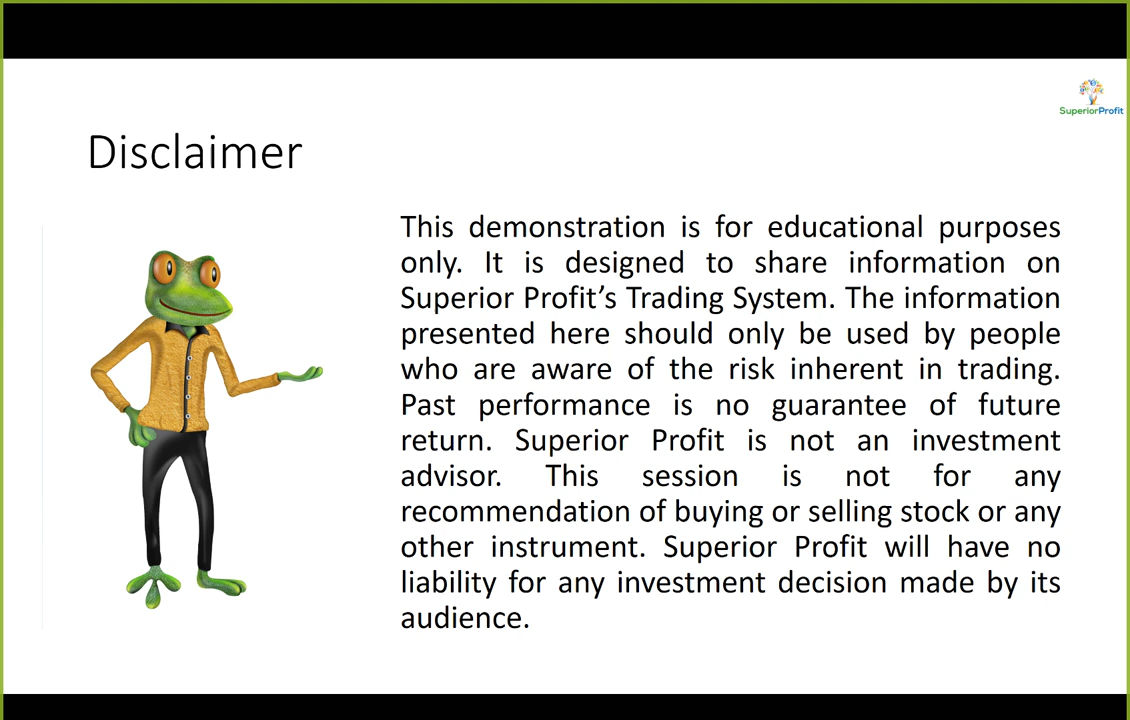 SuperiorProfit
Disclaimer
This demonstration is for educational purposes
only. It is designed to share information on
Superior Profit’s Trading System. The information
presented here should only be used by people
who are aware of the risk inherent in trading.
Past performance is no guarantee of future
return. Superior Profit is not an investment
advisor. This session is not for any
recommendation of buying or selling stock or any
other instrument. Superior Profit will have no
liability for any investment decision made by its
audience.